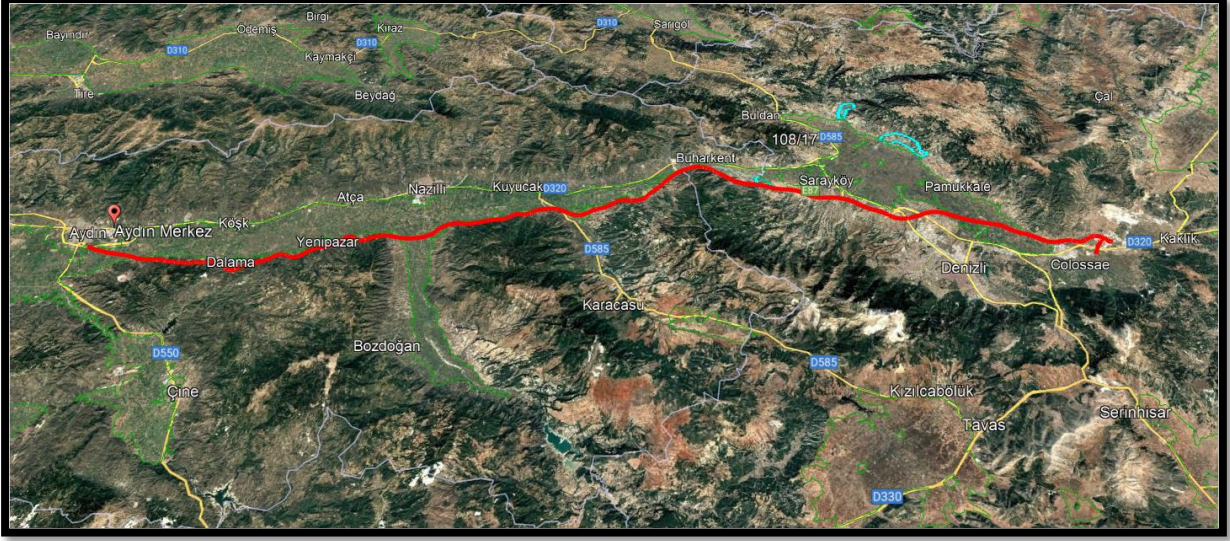 Birgi
Bayındır
Ödemiş
Kiraz
D310
Sarıgöl
D310
D310
Kaymakçı
Tire
Beydağ
Çal
Buldan
108/17
D585
Buharkent
Nazilli
Kuyucak
D320
Sarayköy
E87
Pamukkale
Atça
Aydın
Aydın Merkez
Köşk
Yenipazar
D320
Kaklık
Dalama
D585
Denizli
Colossae
Karacasu
Bozdoğan
D550
D585
Çine
Kızılcabölük
Serinhisar
Tavas
D330